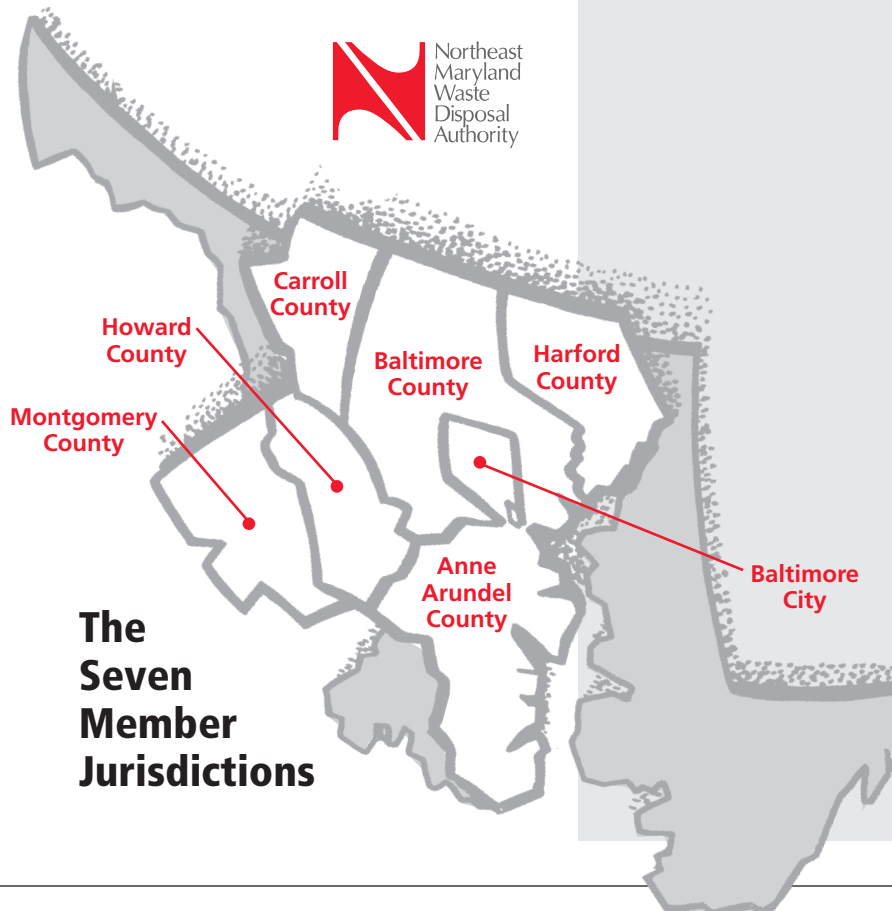 Northeast
Maryland
Waste
Disposal
Authority
Carroll
County
Howard
County
Baltimore
County
Harford
County
Montgomery
County
Anne
Arundel
County
Baltimore
City
The
Seven
Member
Jurisdictions